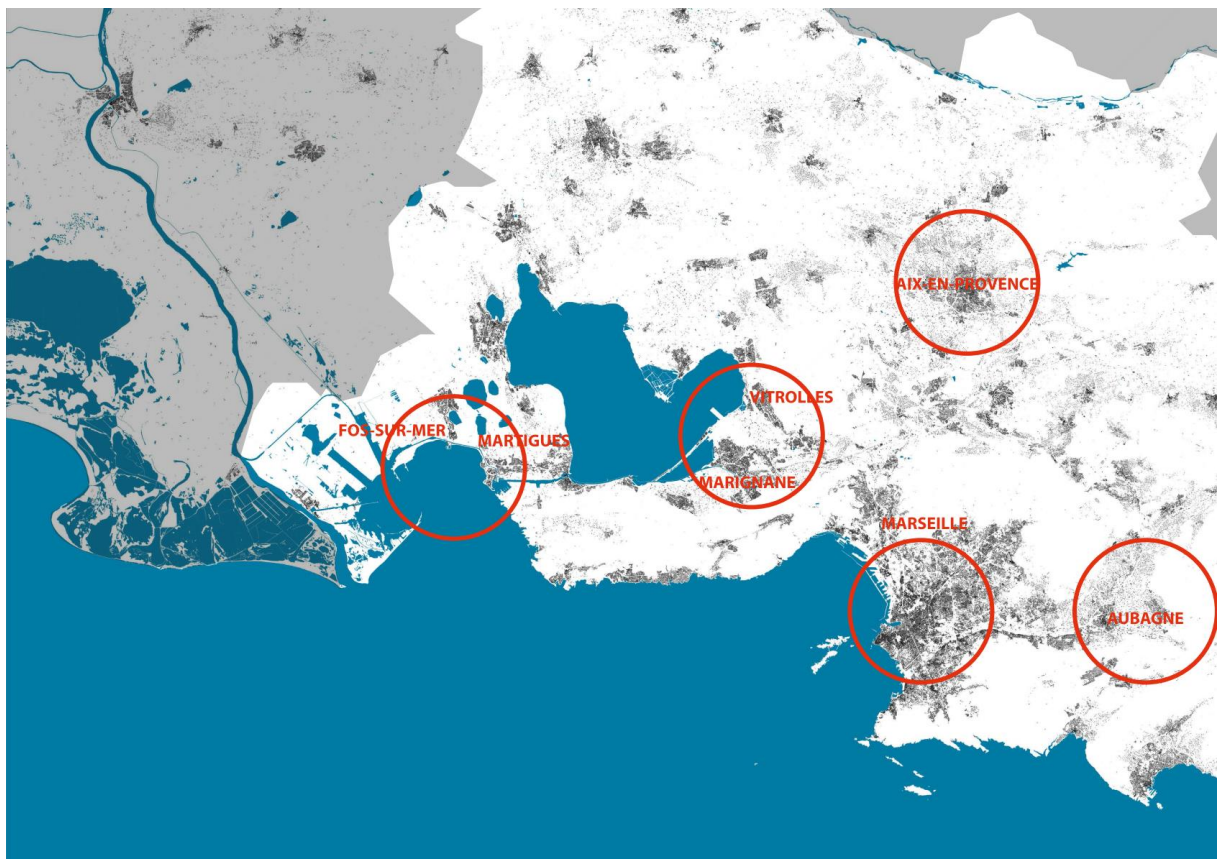 AIX-EN-PROVENCE
VITROLLES
FOS-SUR-MER
MARTIGUES
MARIGNANE
MARSEILLE
AUBAGNE